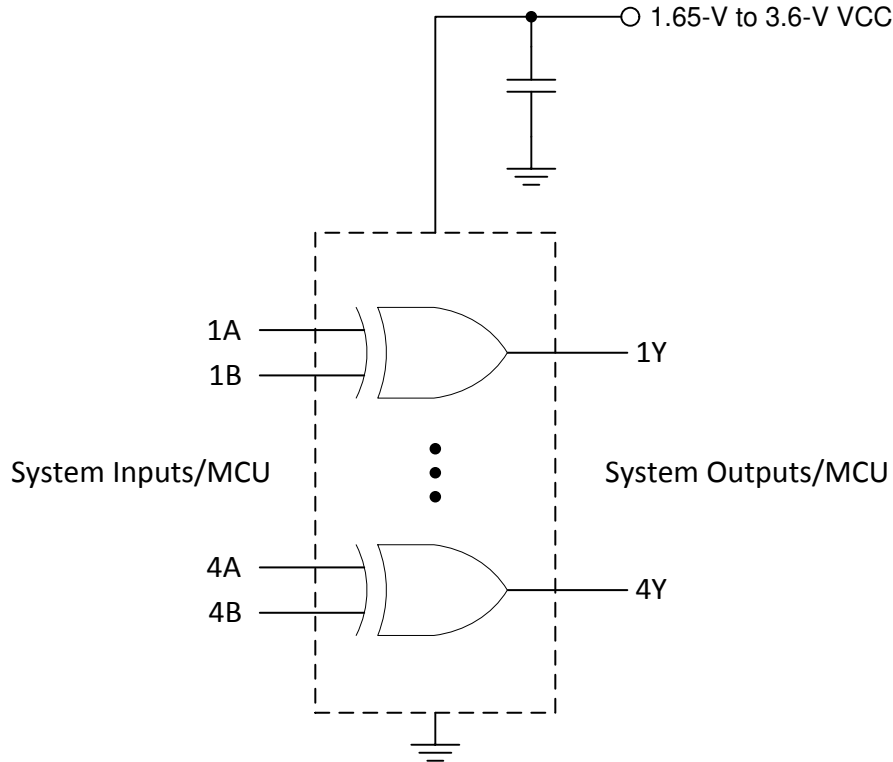 1.65-V to 3.6-V VCC
1A
1B
1Y
System Inputs/MCU
System Outputs/MCU
4A
4B
4Y